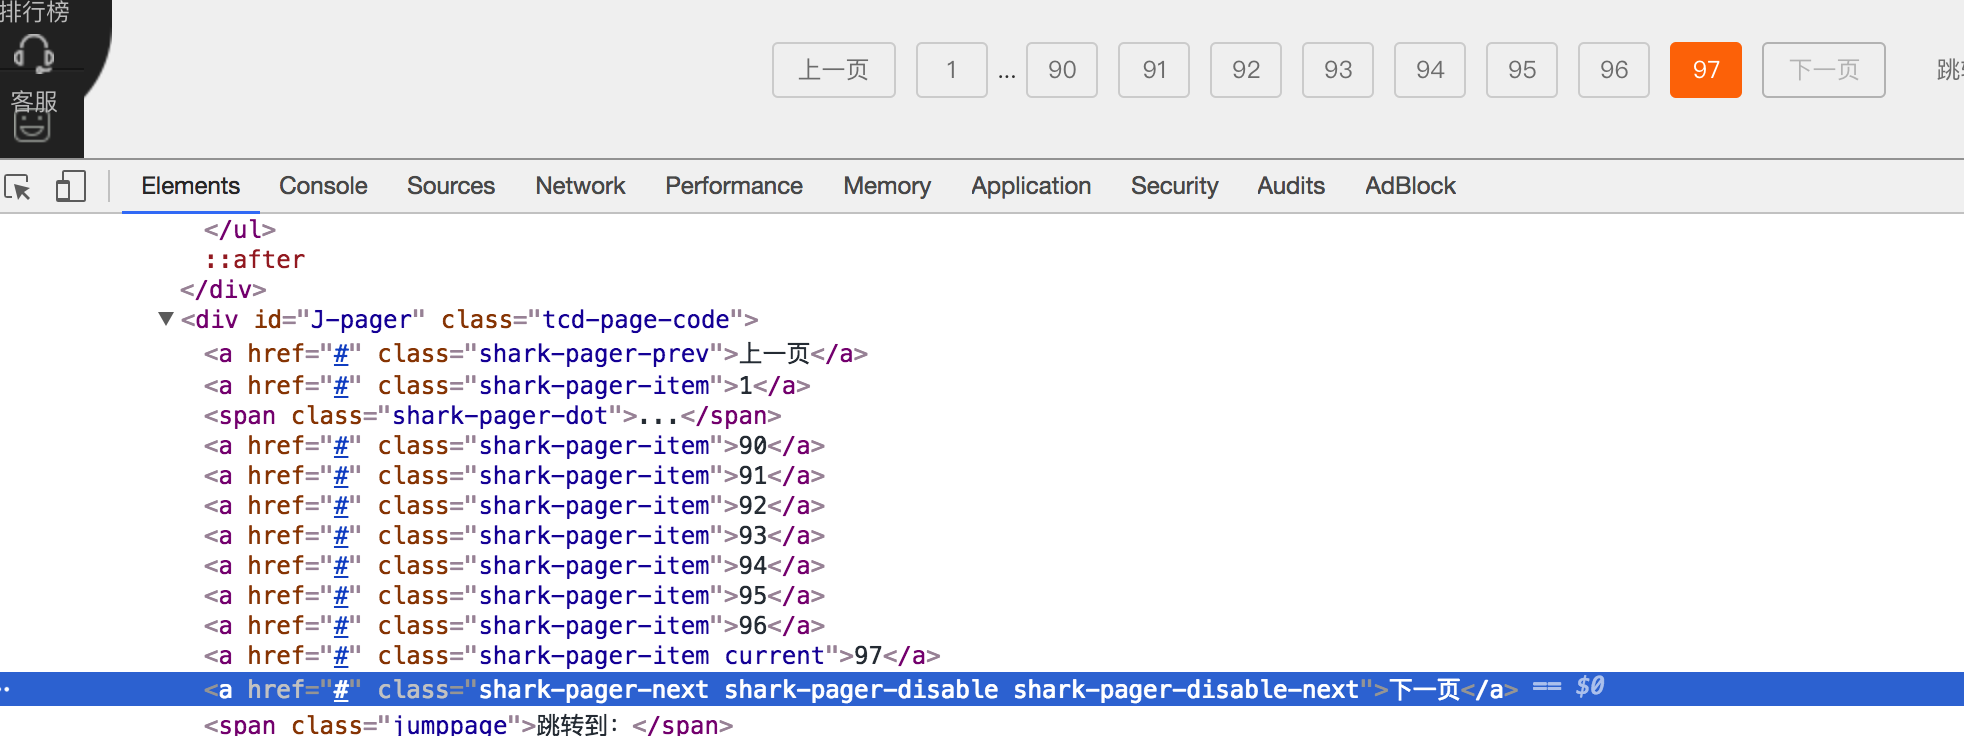 排行榜
客服
上一页 1 ... 90 91 92 93 94 95 96 97 下一页
Elements Console Sources Network Performance Memory Application Security Audits AdBlock
</ul>
::after
</div>
▼<div id="J-pager" class="tcd-page-code">
<a href="#" class="shark-pager-prev">上一页</a>
<a href="#" class="shark-pager-item">1</a>
<span class="shark-pager-dot">...</span>
<a href="#" class="shark-pager-item">90</a>
<a href="#" class="shark-pager-item">91</a>
<a href="#" class="shark-pager-item">92</a>
<a href="#" class="shark-pager-item">93</a>
<a href="#" class="shark-pager-item">94</a>
<a href="#" class="shark-pager-item">95</a>
<a href="#" class="shark-pager-item">96</a>
<a href="#" class="shark-pager-item current">97</a>
<a href="#" class="shark-pager-next shark-pager-disable shark-pager-disable-next">下一页</a> == $0
<span class="jumppage">跳转到：</span>